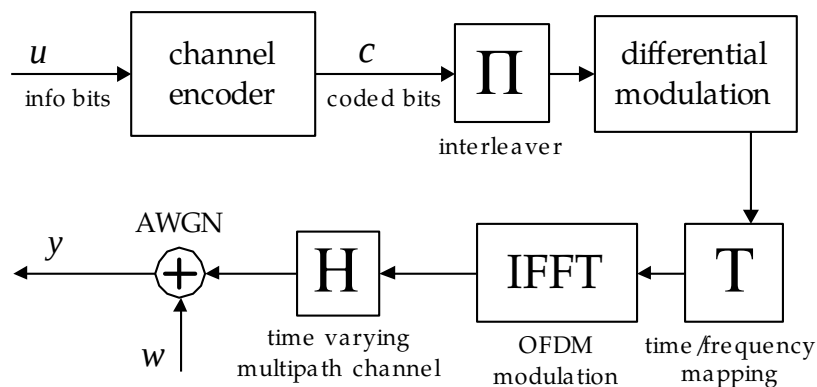 u
info bits
channel
encoder
c
coded bits
Π
interleaver
differential
modulation
y
AWGN
+
w
H
time varying
multipath channel
IFFT
OFDM
modulation
T
time/frequency
mapping